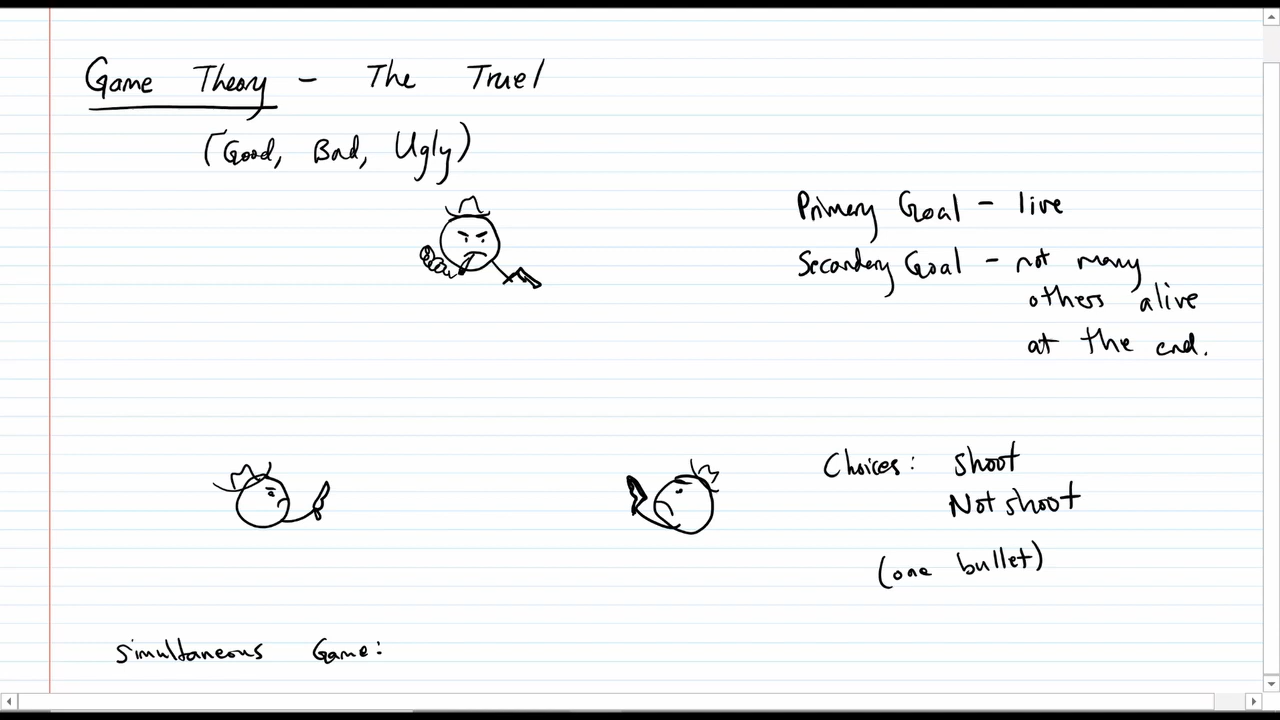 Game Theory - The Truel
(Good, Bad, Ugly)
Primary Goal - live
Secondary Goal - not many
others alive
at the end.
Choices: shoot
Not shoot
(one bullet)
simultaneous Game: